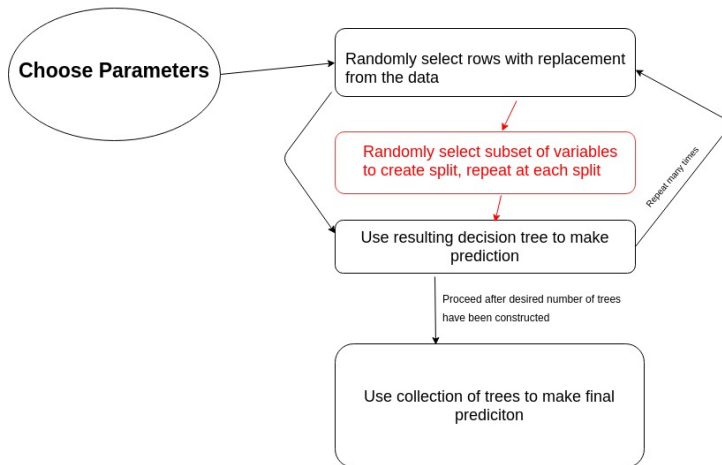 Choose Parameters
Randomly select rows with replacement
from the data
Randomly select subset of variables
to create split, repeat at each split
Repeat many times
Use resulting decision tree to make
prediction
Proceed after desired number of trees
have been constructed
Use collection of trees to make final
prediciton